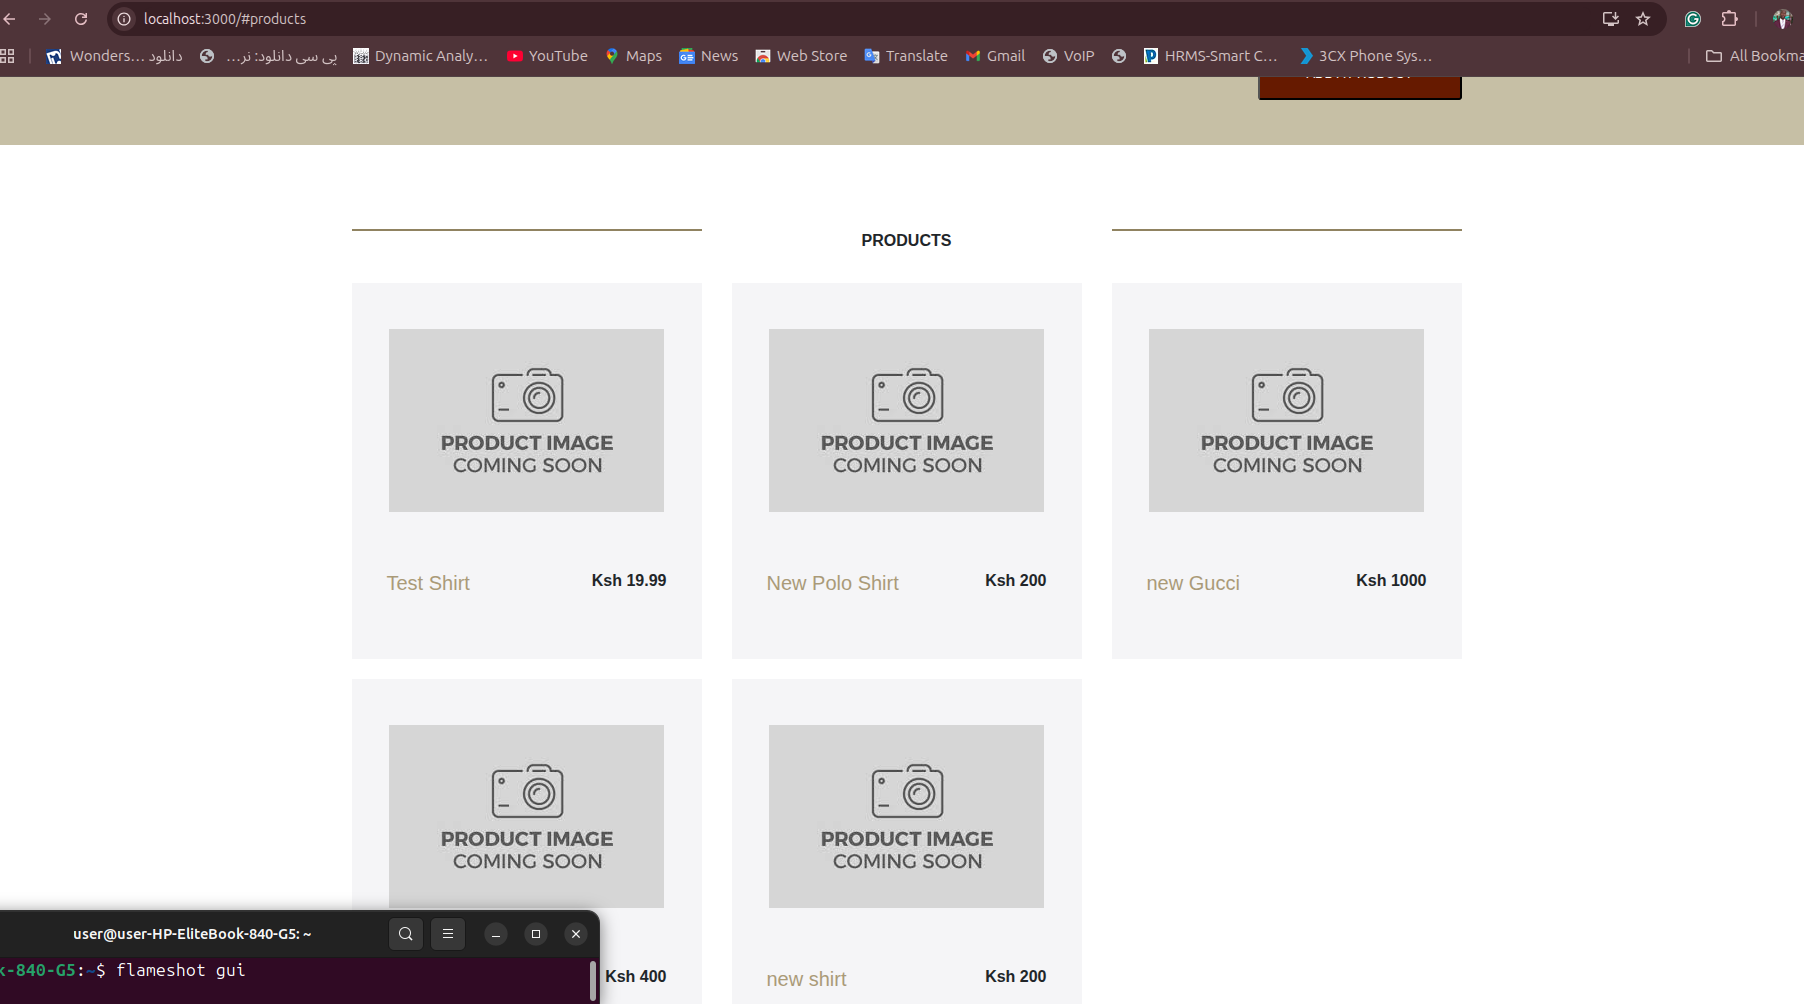 localhost:3000/#products
Wonders... دانلود
پی سی دانلود: نر...
Dynamic Analy...
YouTube
Maps
News
Web Store
Translate
Gmail
VoIP
HRMS-Smart C...
3CX Phone Sys...
All Bookma
PRODUCTS
PRODUCT IMAGE
COMING SOON
Test Shirt
Ksh 19.99
PRODUCT IMAGE
COMING SOON
New Polo Shirt
Ksh 200
PRODUCT IMAGE
COMING SOON
new Gucci
Ksh 1000
PRODUCT IMAGE
COMING SOON
Ksh 400
PRODUCT IMAGE
COMING SOON
new shirt
Ksh 200
user@user-HP-EliteBook-840-G5: ~
k-840-G5:~$ flameshot gui